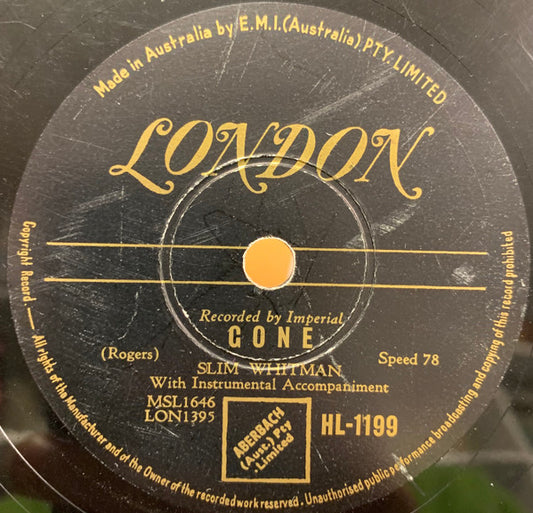 Made in Australia by E.M.I.(Australia) PTY. LIMITED
LONDON
Recorded by Imperial
GONE
(Rogers)
Speed 78
SLIM WHITMAN
With Instrumental Accompaniment
MSL1646
LON1395
ABERBACH
(Aust.) Pty
Limited
HL-1199
Copyright Record.— All rights of the Manufacturer and of the Owner of the recorded work reserved. Unauthorised public performance broadcasting and copying of this record prohibited